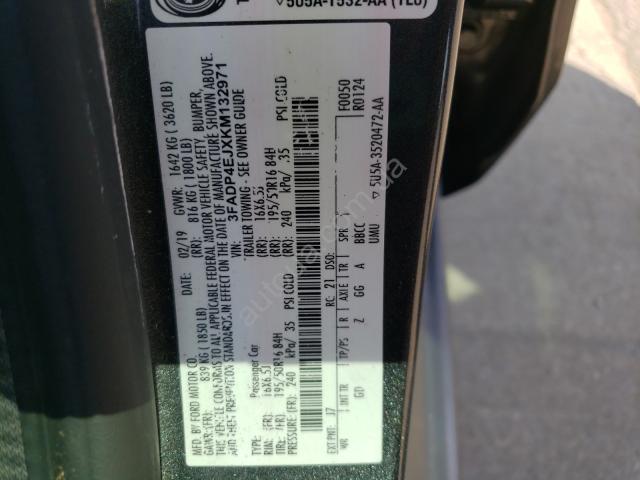 5U5A-1532-AA (TEO)
MFD. BY FORD MOTOR CO.
DATE: 02/19 GVWR: 1642 KG ( 3620 LB)
GAWR:(FR): 839 KG ( 1850 LB) (RR): 816 KG ( 1800 LB)
THIS VEHICLE CONFORMS TO ALL APPLICABLE FEDERAL MOTOR VEHICLE SAFETY, BUMPER,
AND THEFT PREVENTION STANDARDS IN EFFECT ON THE DATE OF MANUFACTURE SHOWN ABOVE.
VIN: 3FADP4EJXKM132971
TYPE: Passenger Car TRAILER TOWING - SEE OWNER GUIDE
RIM: (FR): 16X6.5J (RR): 16X6.5J
TIRE: (FR): 195/50R16 84H (RR): 195/50R16 84H
PRESSURE: (FR): 240 kPa/ 35 PSI COLD (RR): 240 kPa/ 35 PSI COLD
EXT PNT: J7 RC: 21 DSO: F0050
WB INT TR TP/PS R AXLE TR SPR R0124
GD Z GG A BBCC
UMU
5U5A-3520472-AA